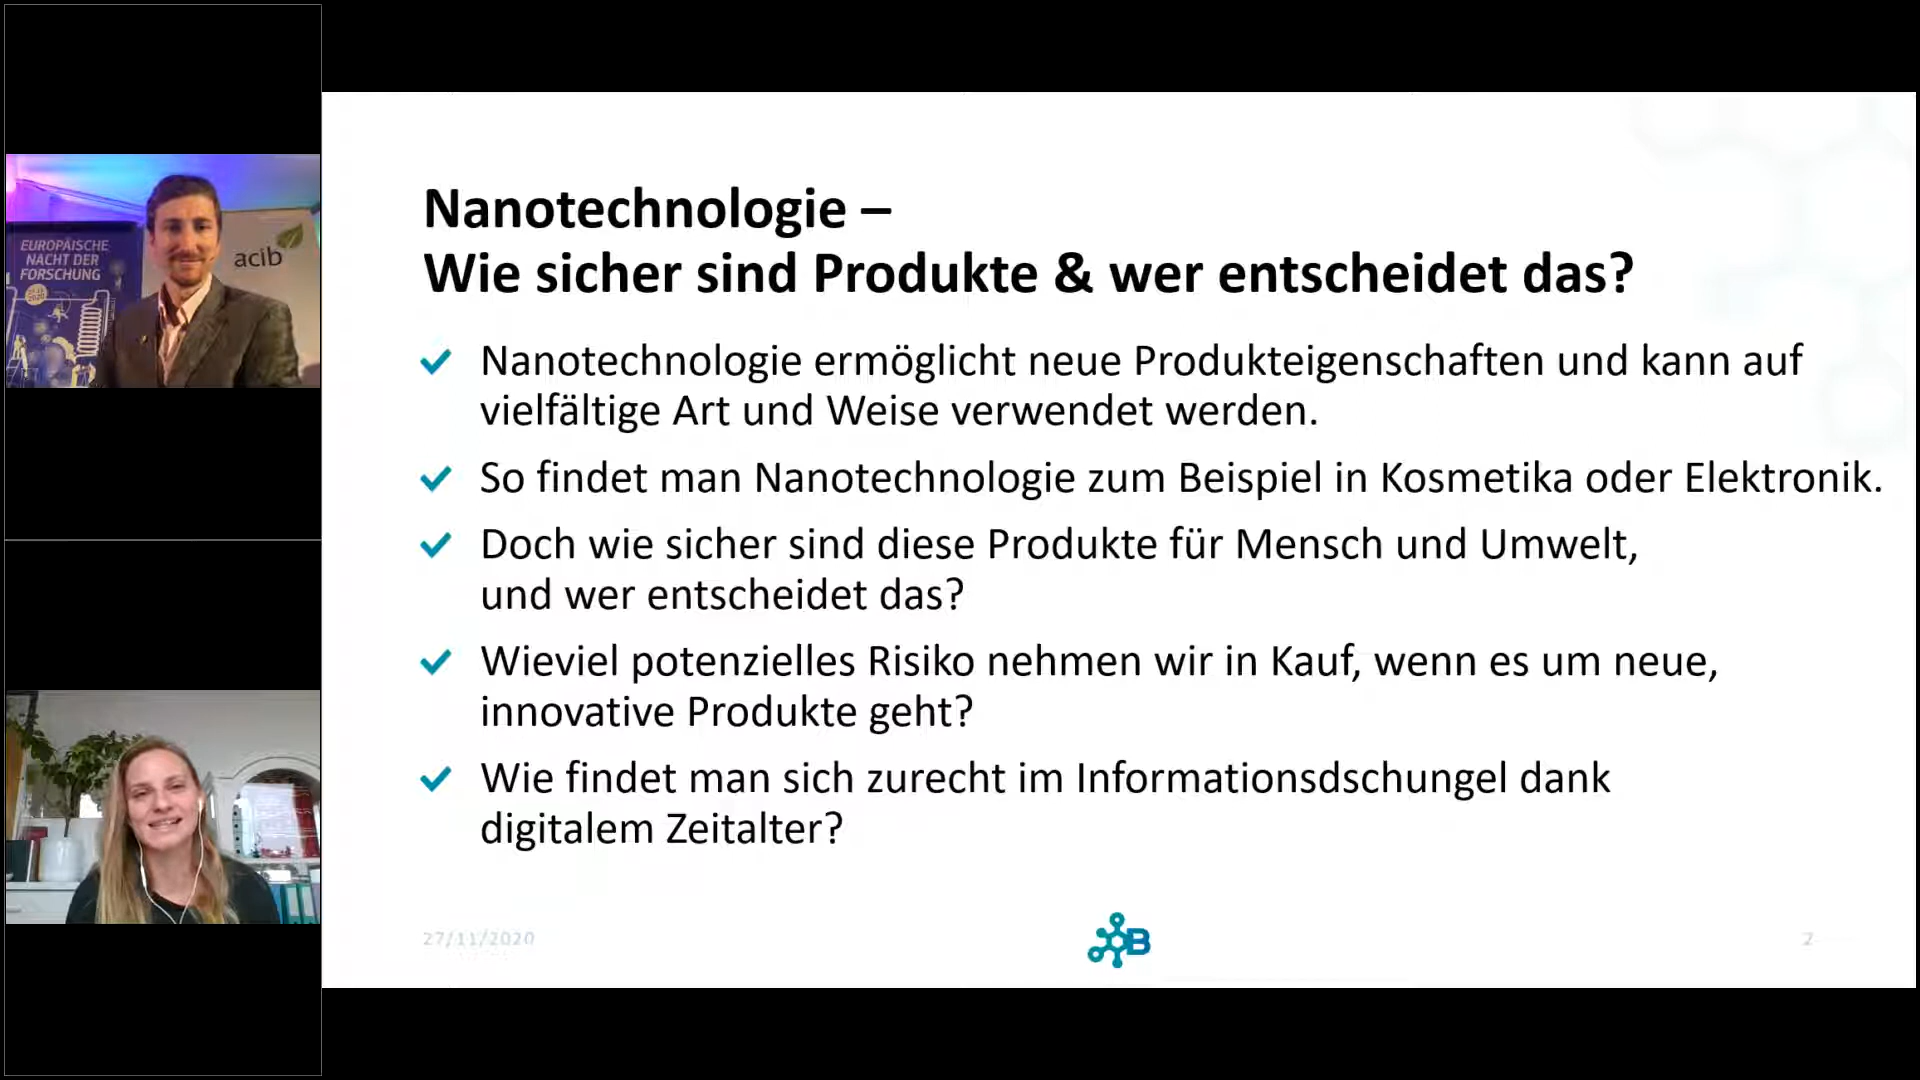 EUROPÄISCHE
NACHT DER
FORSCHUNG
acib
Nanotechnologie –
Wie sicher sind Produkte & wer entscheidet das?
Nanotechnologie ermöglicht neue Produkteigenschaften und kann auf
vielfältige Art und Weise verwendet werden.
So findet man Nanotechnologie zum Beispiel in Kosmetika oder Elektronik.
Doch wie sicher sind diese Produkte für Mensch und Umwelt,
und wer entscheidet das?
Wieviel potenzielles Risiko nehmen wir in Kauf, wenn es um neue,
innovative Produkte geht?
Wie findet man sich zurecht im Informationsdschungel dank
digitalem Zeitalter?
27/11/2020
B
2